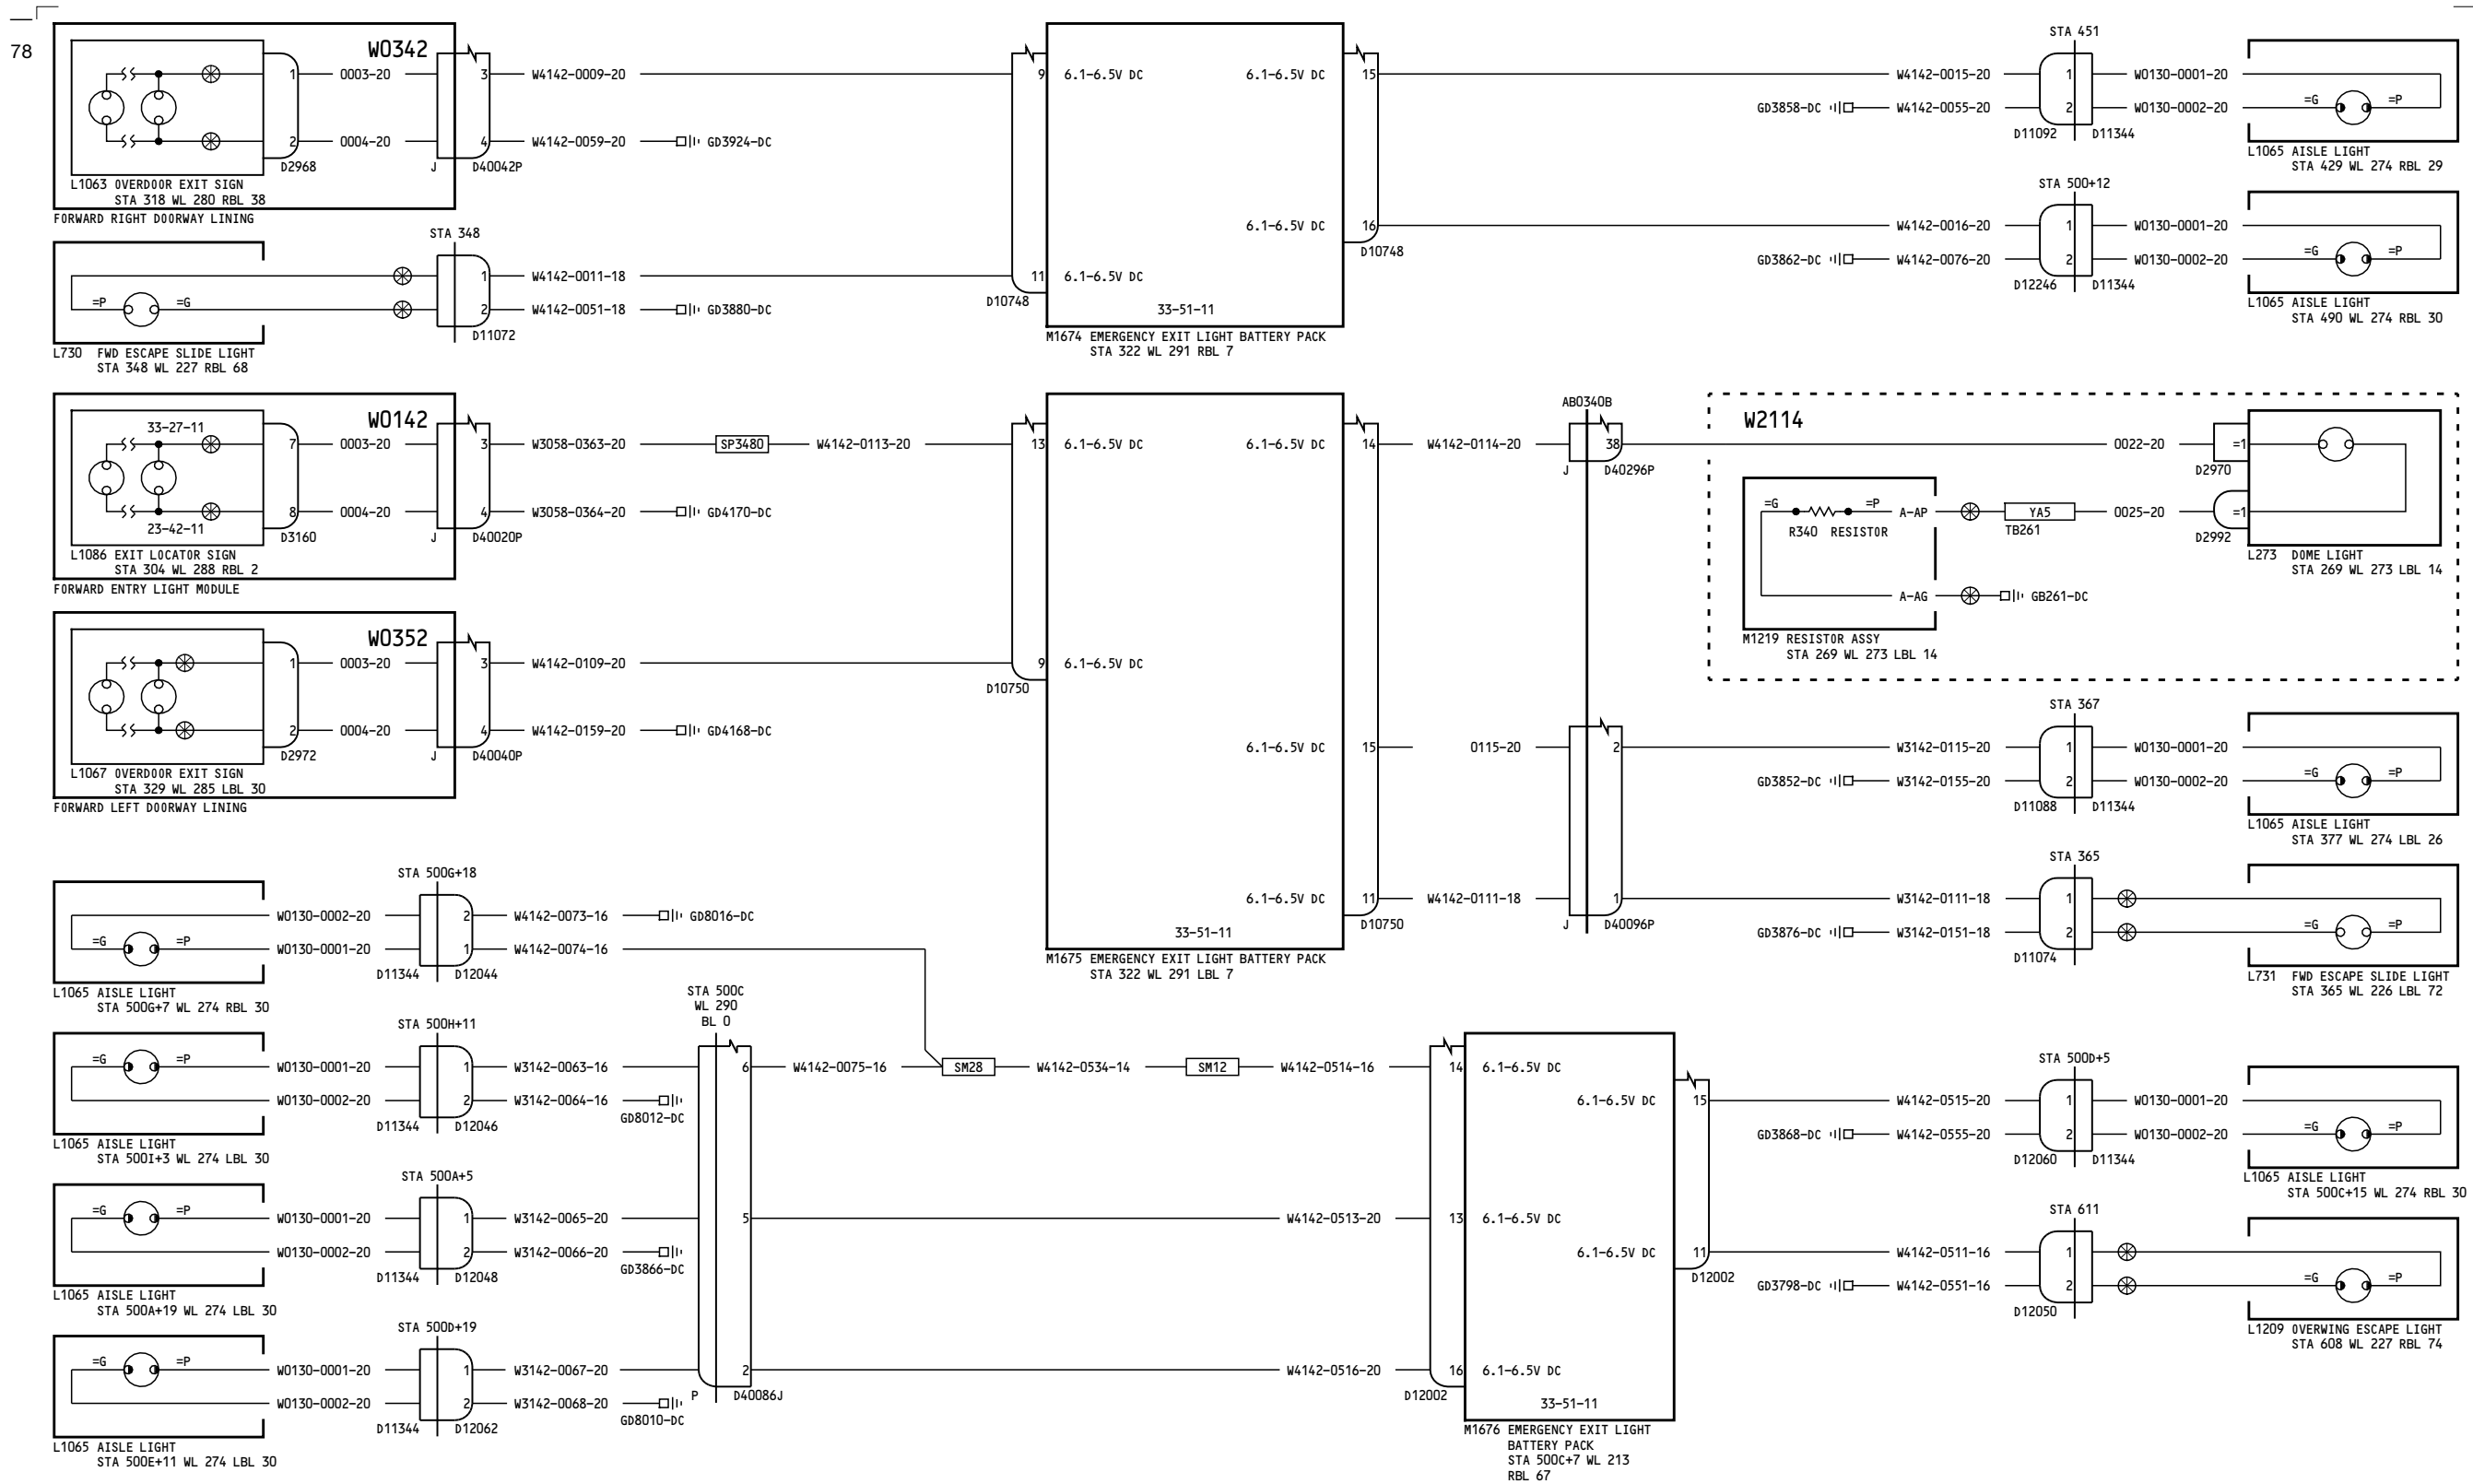 78
W0342
1 0003-20 3 W4142-0009-20
2 0004-20 4 W4142-0059-20 GD3924-DC
D2968 J D40042P
L1063 OVERDOOR EXIT SIGN
STA 318 WL 280 RBL 38
FORWARD RIGHT DOORWAY LINING
STA 348
1 W4142-0011-18
=P =G 2 W4142-0051-18 GD3880-DC
D11072
L730 FWD ESCAPE SLIDE LIGHT
STA 348 WL 227 RBL 68
9 6.1-6.5V DC 6.1-6.5V DC 15
6.1-6.5V DC 16
D10748
11 6.1-6.5V DC
D10748
33-51-11
M1674 EMERGENCY EXIT LIGHT BATTERY PACK
STA 322 WL 291 RBL 7
STA 451
W4142-0015-20 1 W0130-0001-20
GD3858-DC W4142-0055-20 2 W0130-0002-20 =G =P
D11092 D11344
L1065 AISLE LIGHT
STA 429 WL 274 RBL 29
STA 500+12
W4142-0016-20 1 W0130-0001-20
GD3862-DC W4142-0076-20 2 W0130-0002-20 =G =P
D12246 D11344
L1065 AISLE LIGHT
STA 490 WL 274 RBL 30
W0142
33-27-11
7 0003-20 3 W3058-0363-20 SP3480 W4142-0113-20
8 0004-20 4 W3058-0364-20 GD4170-DC
23-42-11
D3160 J D40020P
L1086 EXIT LOCATOR SIGN
STA 304 WL 288 RBL 2
FORWARD ENTRY LIGHT MODULE
W0352
1 0003-20 3 W4142-0109-20
2 0004-20 4 W4142-0159-20 GD4168-DC
D2972 J D40040P
L1067 OVERDOOR EXIT SIGN
STA 329 WL 285 LBL 30
FORWARD LEFT DOORWAY LINING
13 6.1-6.5V DC 6.1-6.5V DC 14 W4142-0114-20
9 6.1-6.5V DC
D10750
6.1-6.5V DC 15 0115-20
6.1-6.5V DC 11 W4142-0111-18
D10750
33-51-11
M1675 EMERGENCY EXIT LIGHT BATTERY PACK
STA 322 WL 291 LBL 7
AB0340B
38
J D40296P
2
1
J D40096P
W2114
0022-20 =1
D2970
=G =P A-AP YA5 0025-20 =1
R340 RESISTOR TB261 D2992
L273 DOME LIGHT
STA 269 WL 273 LBL 14
A-AG GB261-DC
M1219 RESISTOR ASSY
STA 269 WL 273 LBL 14
STA 367
W3142-0115-20 1 W0130-0001-20
GD3852-DC W3142-0155-20 2 W0130-0002-20 =G =P
D11088 D11344
L1065 AISLE LIGHT
STA 377 WL 274 LBL 26
STA 365
W3142-0111-18 1
GD3876-DC W3142-0151-18 2 =G =P
D11074
L731 FWD ESCAPE SLIDE LIGHT
STA 365 WL 226 LBL 72
STA 500G+18
W0130-0002-20 2 W4142-0073-16 GD8016-DC
=G =P W0130-0001-20 1 W4142-0074-16
D11344 D12044
L1065 AISLE LIGHT
STA 500G+7 WL 274 RBL 30
STA 500H+11
=G =P W0130-0001-20 1 W3142-0063-16
W0130-0002-20 2 W3142-0064-16
GD8012-DC
D11344 D12046
L1065 AISLE LIGHT
STA 500I+3 WL 274 LBL 30
STA 500A+5
=G =P W0130-0001-20 1 W3142-0065-20
W0130-0002-20 2 W3142-0066-20
GD3866-DC
D11344 D12048
L1065 AISLE LIGHT
STA 500A+19 WL 274 LBL 30
STA 500D+19
=G =P W0130-0001-20 1 W3142-0067-20
W0130-0002-20 2 W3142-0068-20
GD8010-DC
D11344 D12062
L1065 AISLE LIGHT
STA 500E+11 WL 274 LBL 30
STA 500C
WL 290
BL 0
6 W4142-0075-16 SM28 W4142-0534-14 SM12 W4142-0514-16
5 W4142-0513-20
2 W4142-0516-20
P D40086J
14 6.1-6.5V DC
6.1-6.5V DC 15
13 6.1-6.5V DC
6.1-6.5V DC 11
D12002
16 6.1-6.5V DC
D12002
33-51-11
M1676 EMERGENCY EXIT LIGHT
BATTERY PACK
STA 500C+7 WL 213
RBL 67
STA 500D+5
W4142-0515-20 1 W0130-0001-20
GD3868-DC W4142-0555-20 2 W0130-0002-20 =G =P
D12060 D11344
L1065 AISLE LIGHT
STA 500C+15 WL 274 RBL 30
STA 611
W4142-0511-16 1
GD3798-DC W4142-0551-16 2 =G =P
D12050
L1209 OVERWING ESCAPE LIGHT
STA 608 WL 227 RBL 74